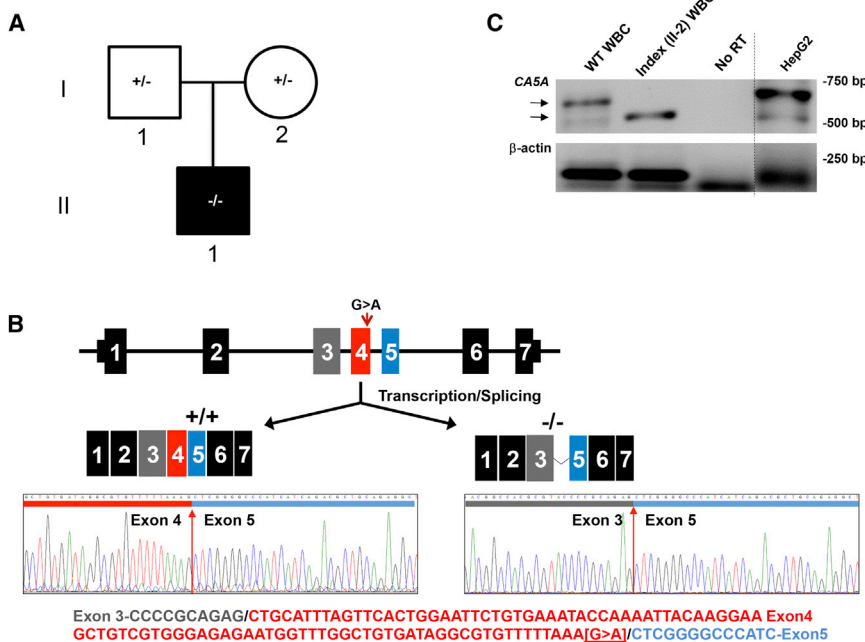 A
I
+/-
+/-
1
2
II
-/-
1
C
WT WBC
Index (II-2) WBC
No RT
HepG2
CA5A
-750 bp
-500 bp
β-actin
-250 bp
B
G>A
1 2 3 4 5 6 7
Transcription/Splicing
+/+
-/-
1 2 3 4 5 6 7
1 2 3 5 6 7
Exon 4 Exon 5
Exon 3 Exon 5
Exon 3-CCCCGCAGAG/CTGCATTTAGTTCACTGGAATTCTGTGAAATACCAAAATTACAAGGAA Exon4
GCTGTCGTGGGAGAGAATGGTTTGGCTGTGATAGGCGTGTTTTTAAA[G>A]/CTCGGGGCCCATC-Exon5